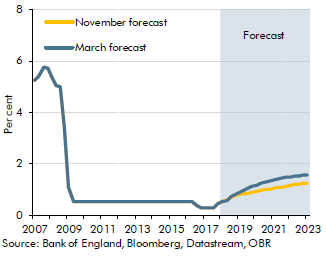 8
November forecast
Forecast
March forecast
6
Per cent
4
2
0
2007 2009 2011 2013 2015 2017 2019 2021 2023
Source: Bank of England, Bloomberg, Datastream, OBR